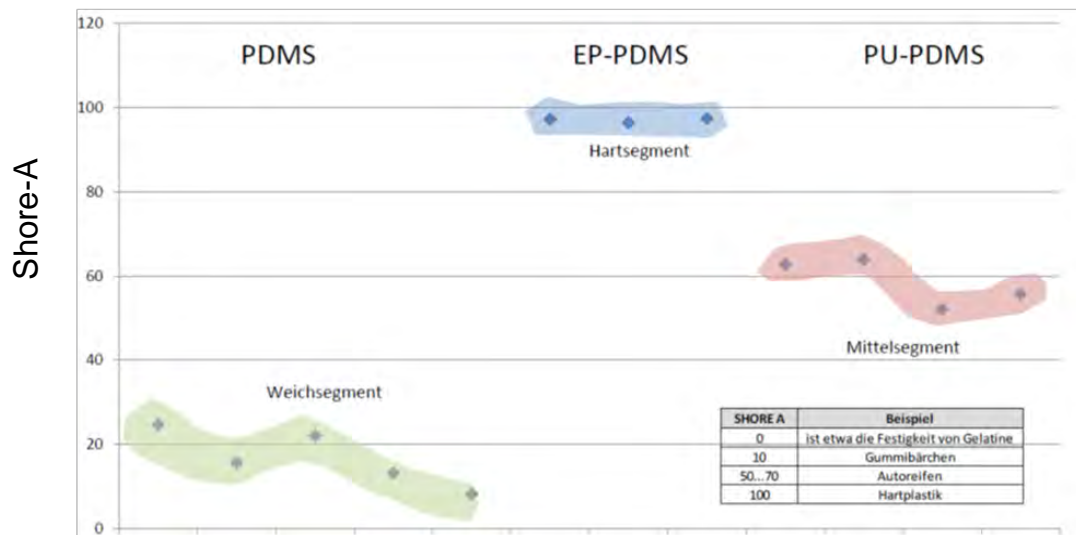 120
PDMS EP-PDMS PU-PDMS
100
Hartsegment
80
Shore-A
60
Mittelsegment
40
Weichsegment
SHORE A Beispiel
0 ist etwa die Festigkeit von Gelatine
20
10 Gummibärchen
50...70 Autoreifen
100 Hartplastik
0